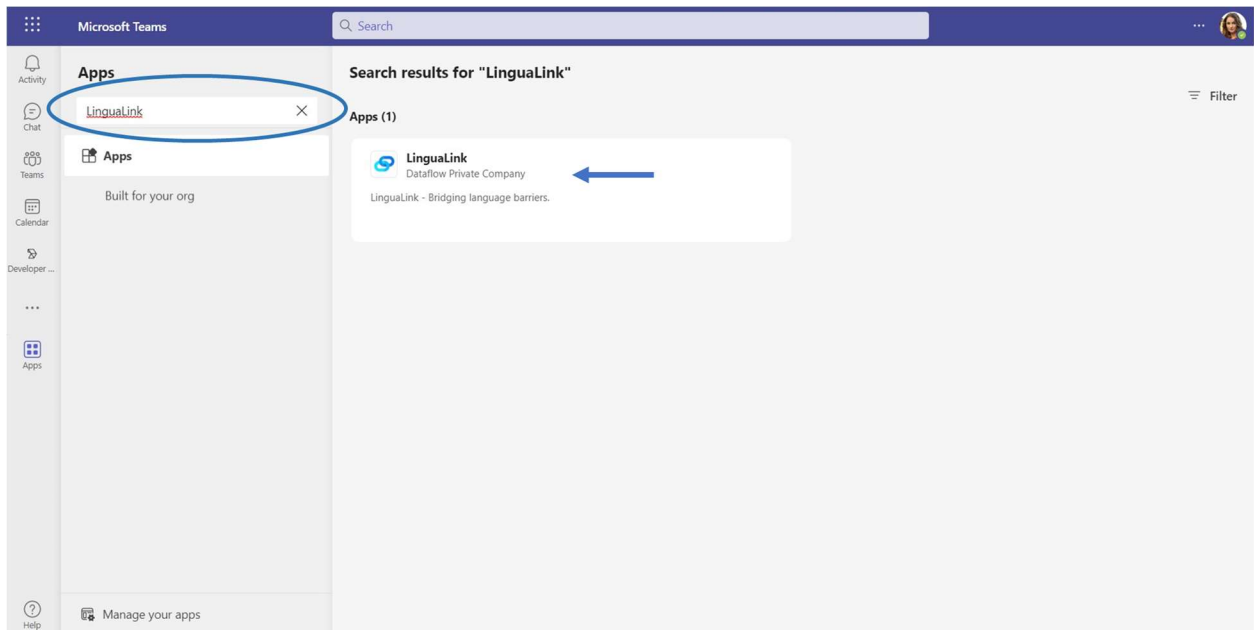 Microsoft Teams
Search
...
Activity
Chat
Teams
Calendar
Developer ...
...
Apps
Help
Apps
LinguaLink
Apps
Built for your org
Manage your apps
Search results for "LinguaLink"
Filter
Apps (1)
LinguaLink
Dataflow Private Company
LinguaLink - Bridging language barriers.